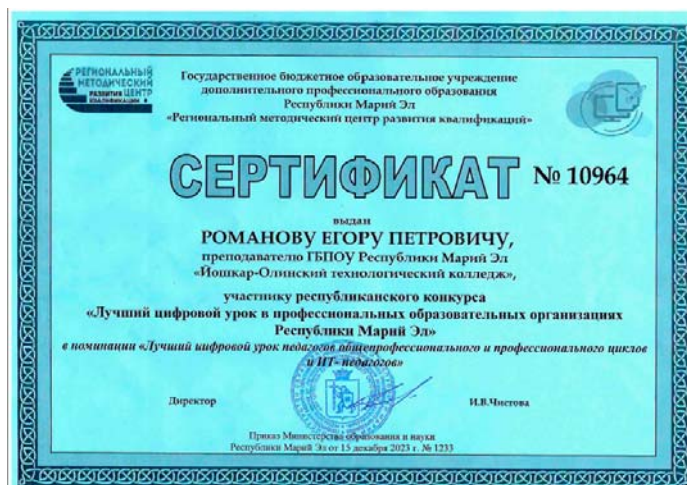 РЕГИОНАЛЬНЫЙ
МЕТОДИЧЕСКИЙ
ЦЕНТР
РАЗВИТИЯ
КВАЛИФИКАЦИЙ
Государственное бюджетное образовательное учреждение
дополнительного профессионального образования
Республики Марий Эл
«Региональный методический центр развития квалификаций»
СЕРТИФИКАТ № 10964
выдан
РОМАНОВУ ЕГОРУ ПЕТРОВИЧУ,
преподавателю ГБПОУ Республики Марий Эл
«Йошкар-Олинский технологический колледж»,
участнику республиканского конкурса
«Лучший цифровой урок в профессиональных образовательных организациях
Республики Марий Эл»
в номинации «Лучший цифровой урок педагогов общепрофессионального и профессионального циклов
и ИТ- педагогов»
Директор И.В.Чистова
Приказ Министерства образования и науки
Республики Марий Эл от 15 декабря 2023 г. № 1233